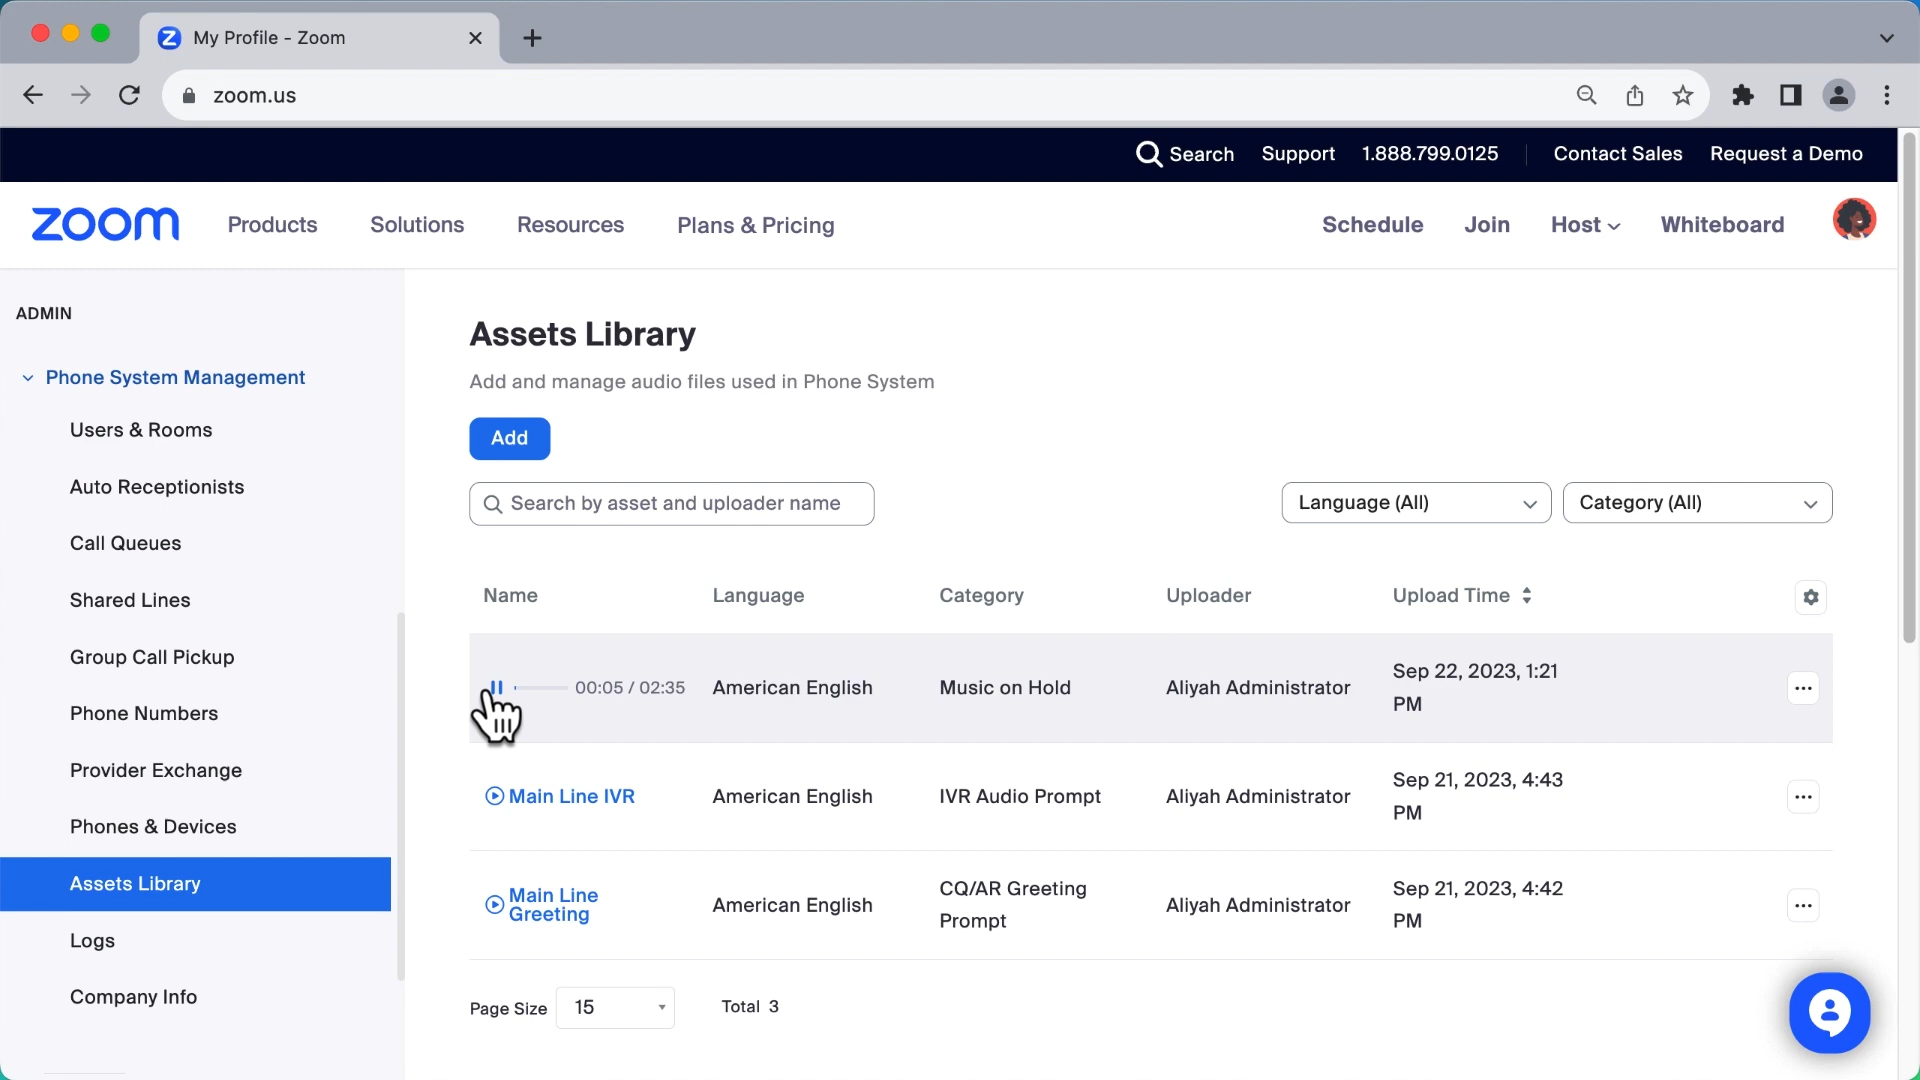 My Profile - Zoom
zoom.us
Search Support 1.888.799.0125 Contact Sales Request a Demo
zoom Products Solutions Resources Plans & Pricing Schedule Join Host Whiteboard
ADMIN
Phone System Management
Users & Rooms
Auto Receptionists
Call Queues
Shared Lines
Group Call Pickup
Phone Numbers
Provider Exchange
Phones & Devices
Assets Library
Logs
Company Info
Assets Library
Add and manage audio files used in Phone System
Add
Search by asset and uploader name Language (All) Category (All)
Name Language Category Uploader Upload Time
00:05 / 02:35 American English Music on Hold Aliyah Administrator Sep 22, 2023, 1:21
PM
Main Line IVR American English IVR Audio Prompt Aliyah Administrator Sep 21, 2023, 4:43
PM
Main Line
Greeting American English CQ/AR Greeting
Prompt Aliyah Administrator Sep 21, 2023, 4:42
PM
Page Size 15 Total 3